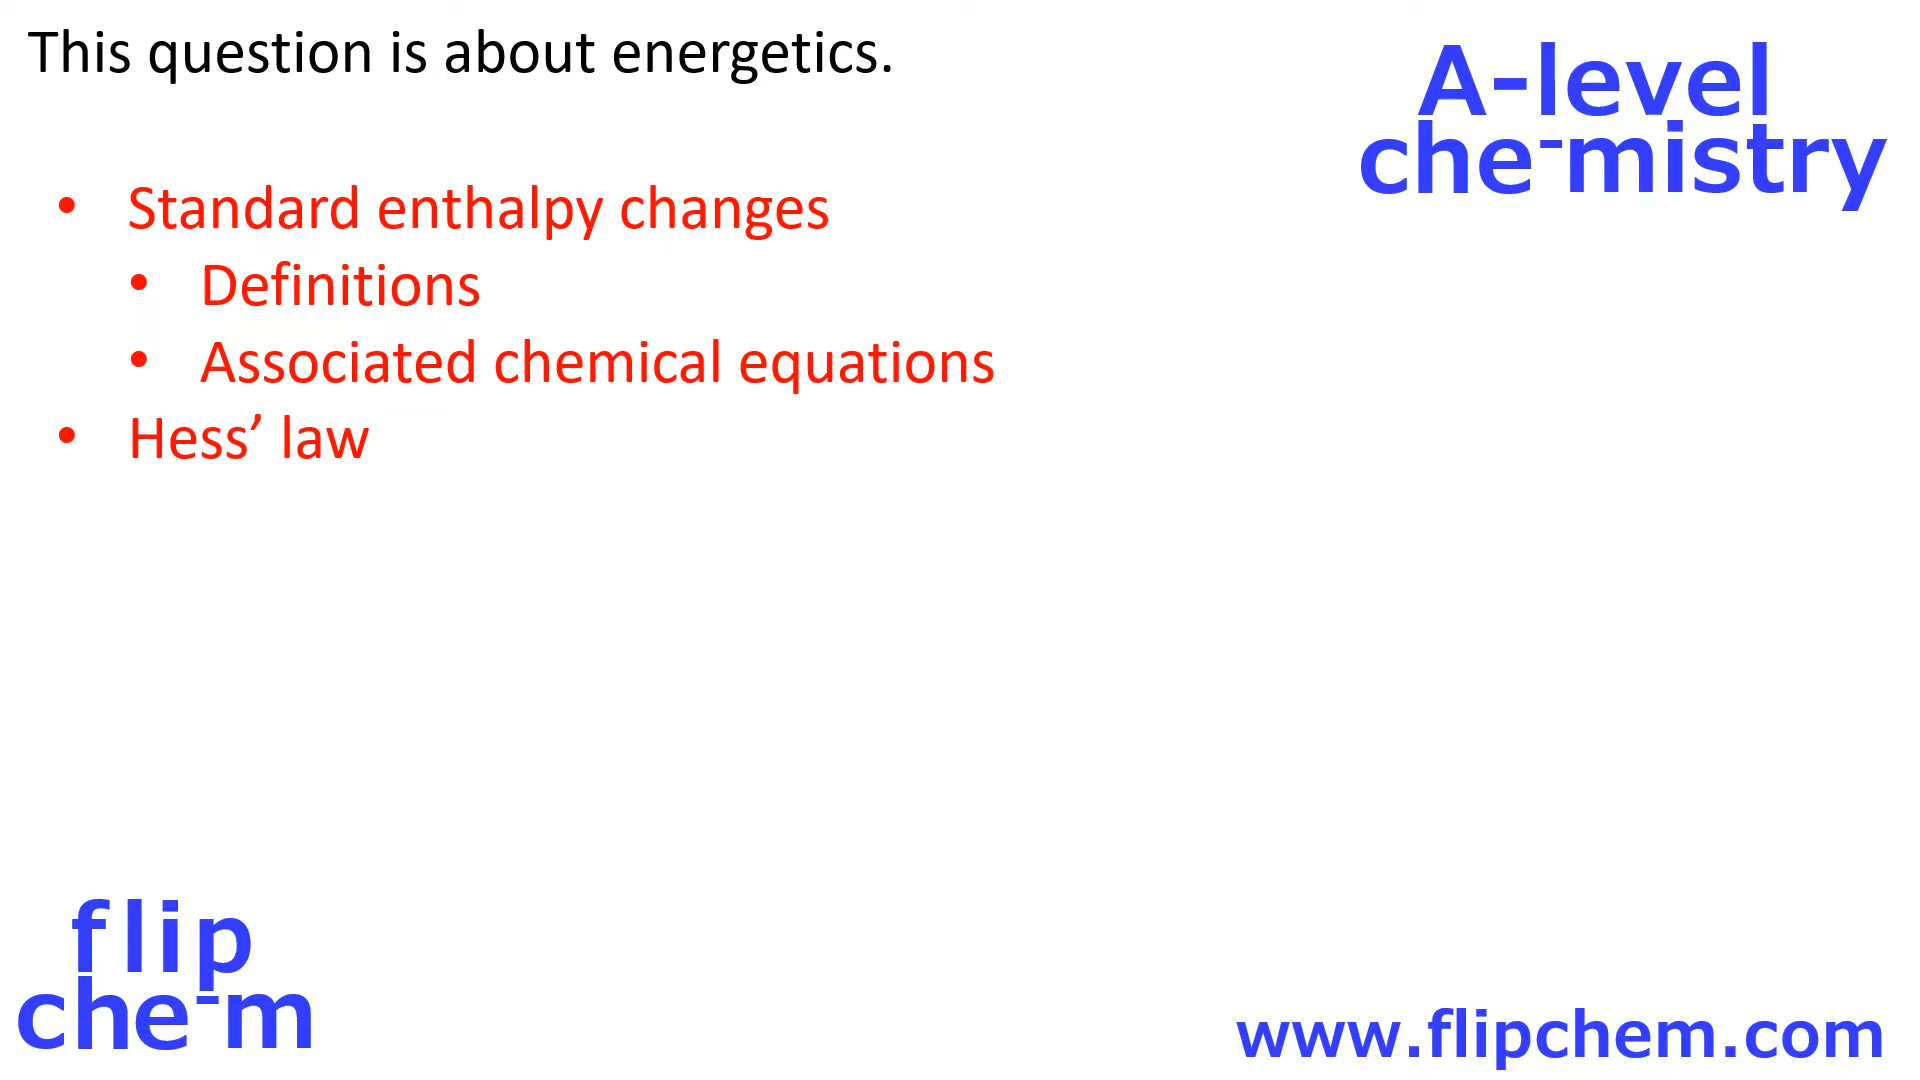 This question is about energetics.
A-level
che-mistry
• Standard enthalpy changes
• Definitions
• Associated chemical equations
• Hess’ law
flip
che-m
www.flipchem.com